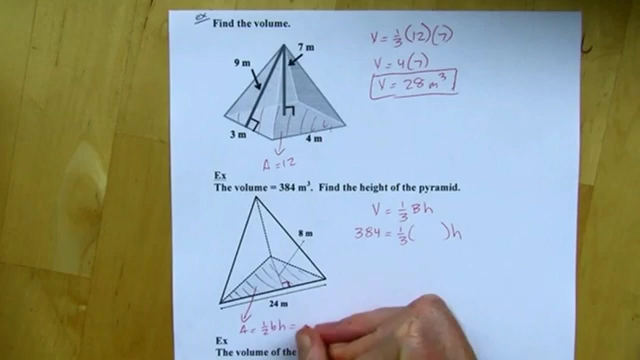 ex
Find the volume.
7 m
9 m
3 m
4 m
A = 12
V = 1/3 (12)(7)
V = 4(7)
V = 28 m³
Ex
The volume = 384 m³. Find the height of the pyramid.
8 m
24 m
A = 1/2 bh =
V = 1/3 Bh
384 = 1/3 ( ) h
Ex
The volume of the